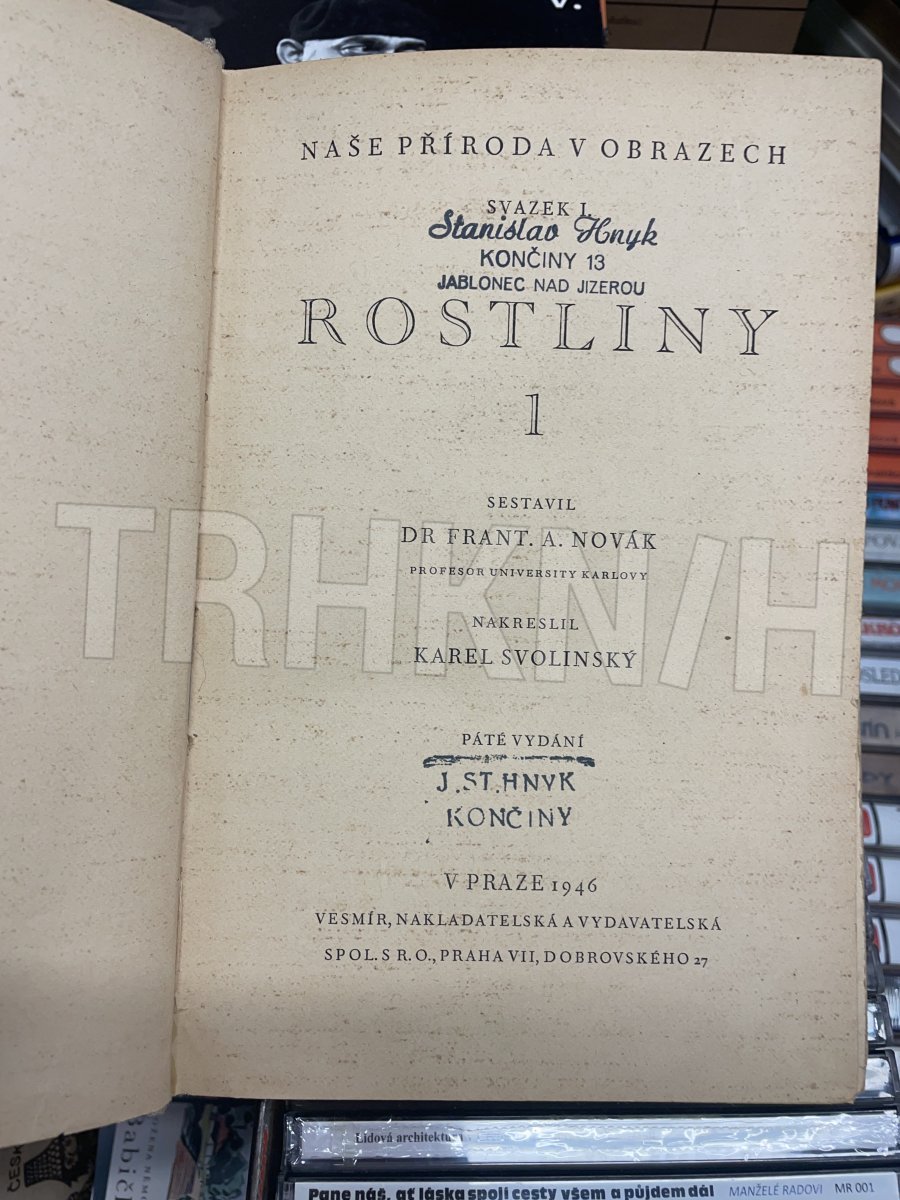 V.
NAŠE PŘÍRODA V OBRAZECH
SVAZEK I.
Stanislav Hnyk
KONČINY 13
JABLONEC NAD JIZEROU
ROSTLINY
1
SESTAVIL
DR FRANT. A. NOVÁK
PROFESOR UNIVERSITY KARLOVY
NAKRESLIL
KAREL SVOLINSKÝ
TRHKN/H
PÁTÉ VYDÁNÍ
J. ST. HNYK
KONČINY
V PRAZE 1946
VESMÍR, NAKLADATELSKÁ A VYDAVATELSKÁ
SPOL. S R. O., PRAHA VII, DOBROVSKÉHO 27
Lidová architektura
Pane náš, ať láska spojí cesty všem a půjdem dál MANŽELÉ RADOVI MR 001